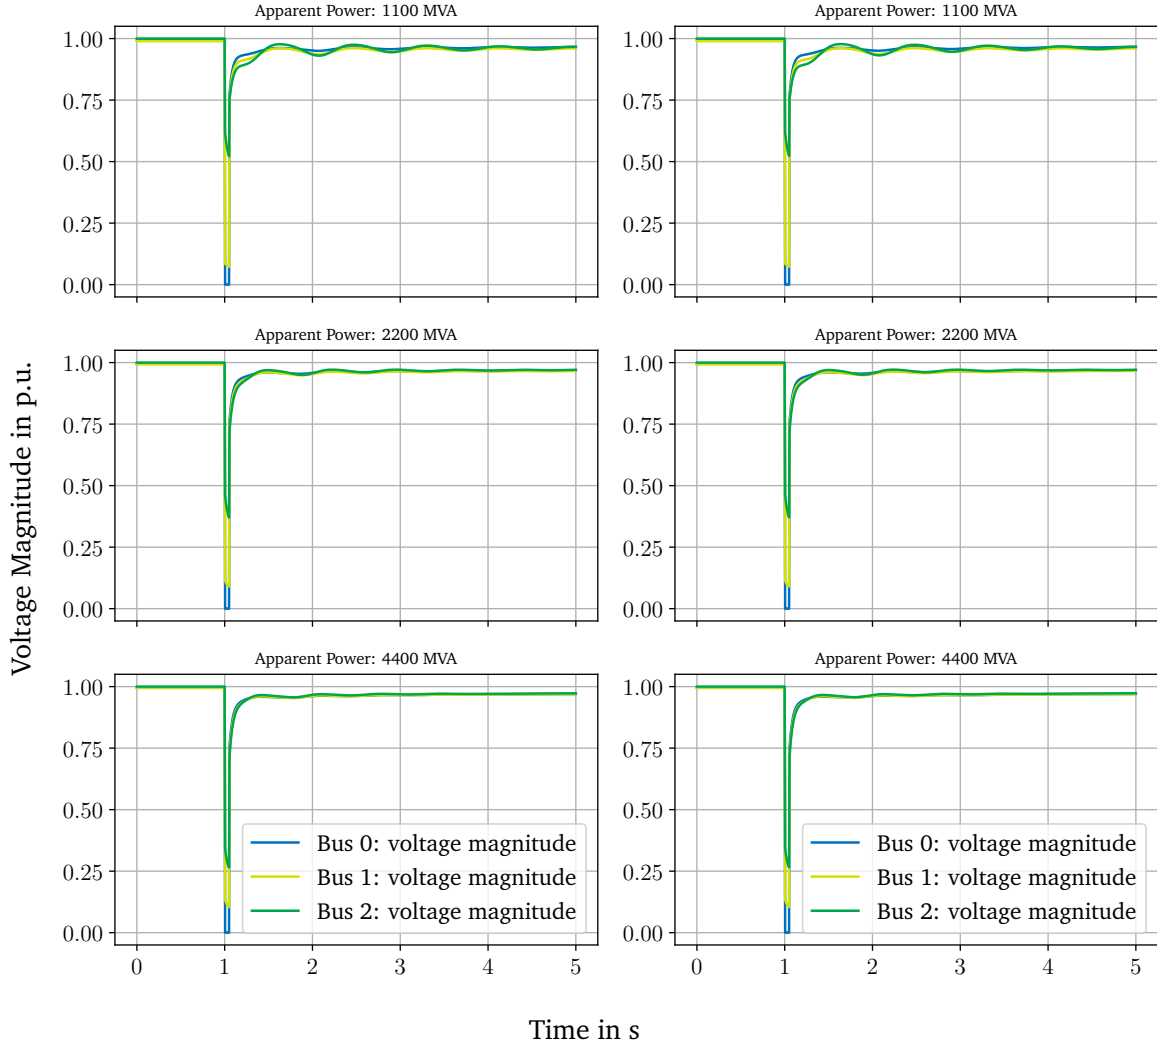 Apparent Power: 1100 MVA
Apparent Power: 1100 MVA
1.00
0.75
0.50
0.25
0.00
1.00
0.75
0.50
0.25
0.00
Apparent Power: 2200 MVA
Apparent Power: 2200 MVA
1.00
0.75
0.50
0.25
0.00
1.00
0.75
0.50
0.25
0.00
Voltage Magnitude in p.u.
Apparent Power: 4400 MVA
Apparent Power: 4400 MVA
1.00
0.75
0.50
0.25
0.00
Bus 0: voltage magnitude
Bus 1: voltage magnitude
Bus 2: voltage magnitude
0 1 2 3 4 5
1.00
0.75
0.50
0.25
0.00
Bus 0: voltage magnitude
Bus 1: voltage magnitude
Bus 2: voltage magnitude
0 1 2 3 4 5
Time in s